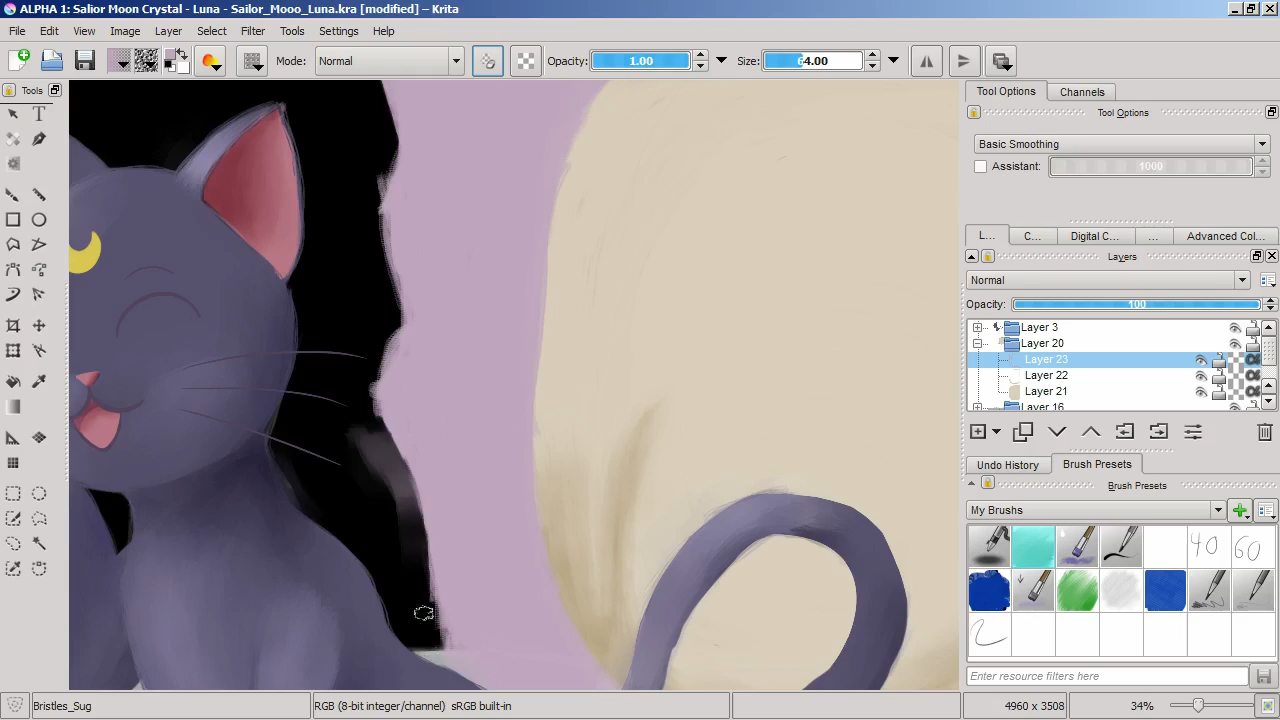 ALPHA 1: Salior Moon Crystal - Luna - Sailor_Mooo_Luna.kra [modified] – Krita
File Edit View Image Layer Select Filter Tools Settings Help
Mode: Normal Opacity: 1.00 Size: 64.00
Tools
T
Tool Options Channels
Tool Options
Basic Smoothing
Assistant: 1000
L... C... Digital C... ... Advanced Col...
Layers
Normal
Opacity: 100
Layer 3
Layer 20
Layer 23
Layer 22
Layer 21
Layer 16
Undo History Brush Presets
Brush Presets
My Brushes
40 60
Enter resource filters here
Bristles_Sug RGB (8-bit integer/channel) sRGB built-in 4960 x 3508 34%